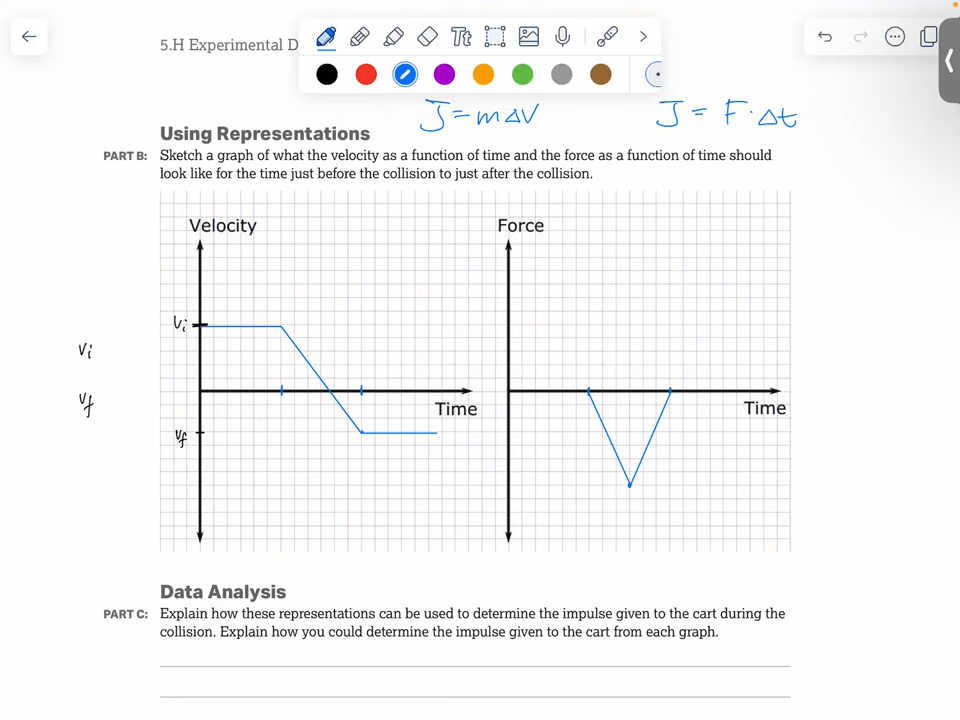 5.H Experimental D
Tt
J = m∆V
J = F·∆t
Using Representations
PART B: Sketch a graph of what the velocity as a function of time and the force as a function of time should
look like for the time just before the collision to just after the collision.
Velocity
Force
Vi
Vi
Vf
Time
Time
Vf
Data Analysis
PART C: Explain how these representations can be used to determine the impulse given to the cart during the
collision. Explain how you could determine the impulse given to the cart from each graph.